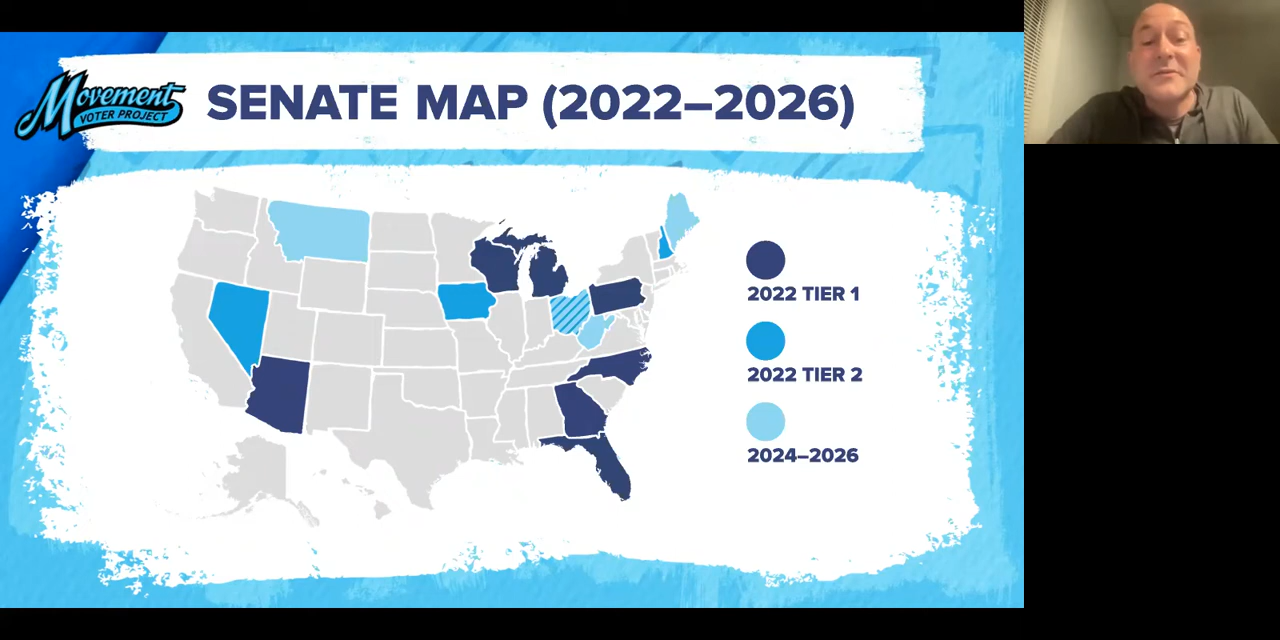 Movement
VOTER PROJECT
SENATE MAP (2022–2026)
2022 TIER 1
2022 TIER 2
2024–2026